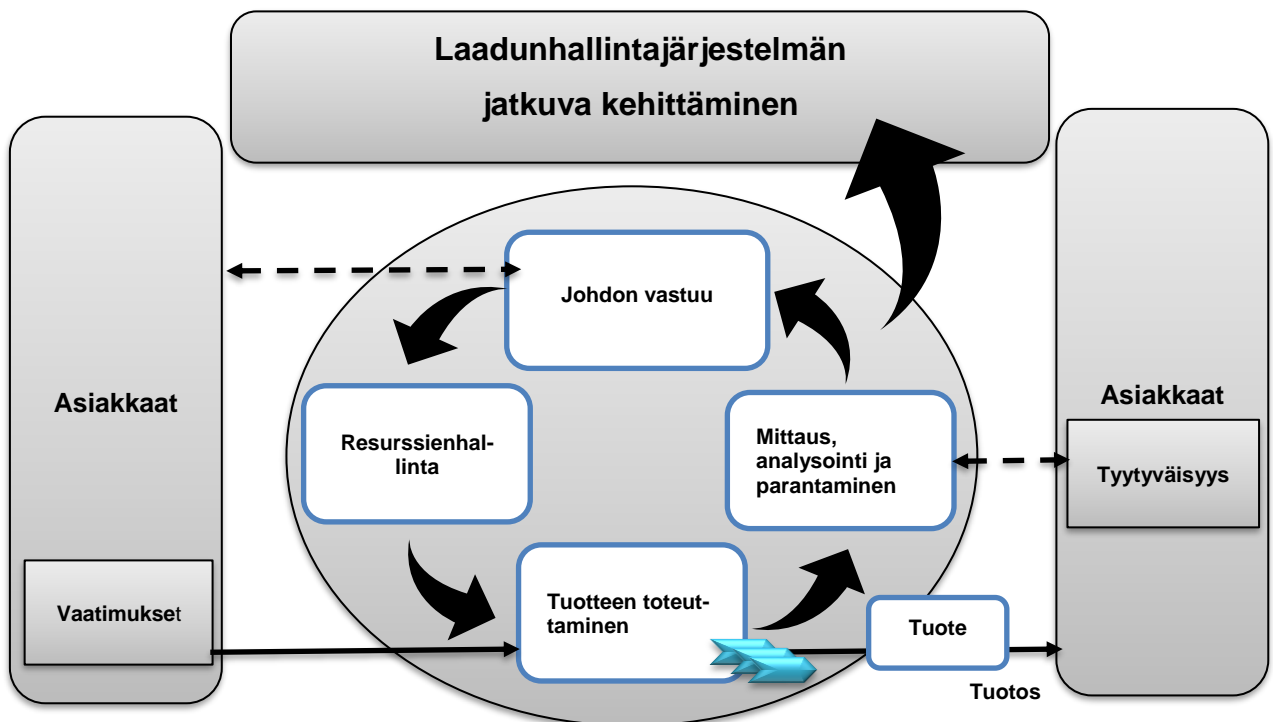 Laadunhallintajärjestelmän
jatkuva kehittäminen
Asiakkaat
Vaatimukset
Johdon vastuu
Resurssienhal-
linta
Mittaus,
analysointi ja
parantaminen
Tuotteen toteut-
taminen
Tuote
Tuotos
Asiakkaat
Tyytyväisyys